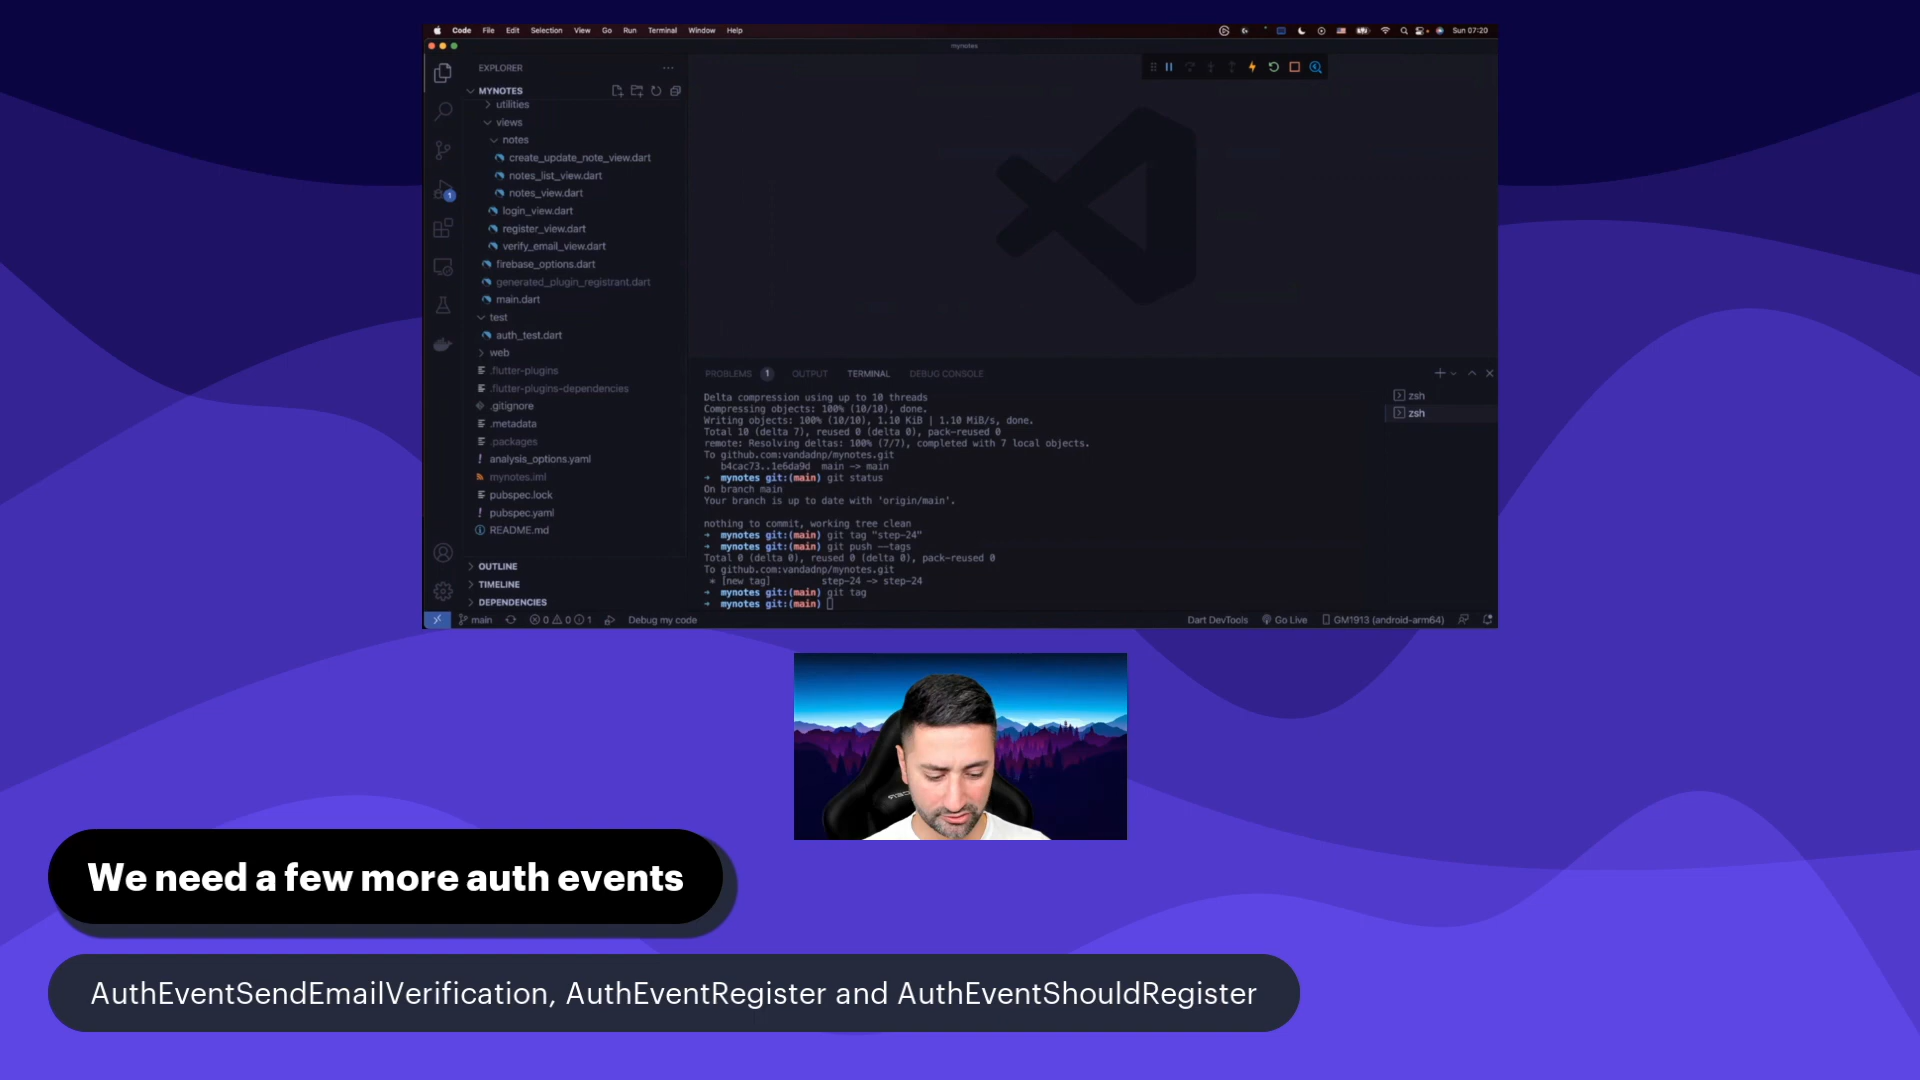 Code File Edit Selection View Go Run Terminal Window Help
Sun 07:20
mynotes
EXPLORER
MYNOTES
utilities
views
notes
create_update_note_view.dart
notes_list_view.dart
notes_view.dart
login_view.dart
register_view.dart
verify_email_view.dart
firebase_options.dart
generated_plugin_registrant.dart
main.dart
test
auth_test.dart
web
.flutter-plugins
.flutter-plugins-dependencies
.gitignore
.metadata
.packages
analysis_options.yaml
mynotes.iml
pubspec.lock
pubspec.yaml
README.md
OUTLINE
TIMELINE
DEPENDENCIES
1
PROBLEMS 1 OUTPUT TERMINAL DEBUG CONSOLE
Delta compression using up to 10 threads
Compressing objects: 100% (10/10), done.
Writing objects: 100% (10/10), 1.10 KiB | 1.10 MiB/s, done.
Total 10 (delta 7), reused 0 (delta 0), pack-reused 0
remote: Resolving deltas: 100% (7/7), completed with 7 local objects.
To github.com:vandadnp/mynotes.git
b4cac73..1e6da9d main -> main
→ mynotes git:(main) git status
On branch main
Your branch is up to date with 'origin/main'.
nothing to commit, working tree clean
→ mynotes git:(main) git tag "step-24"
→ mynotes git:(main) git push --tags
Total 0 (delta 0), reused 0 (delta 0), pack-reused 0
To github.com:vandadnp/mynotes.git
* [new tag] step-24 -> step-24
→ mynotes git:(main) git tag
→ mynotes git:(main)
zsh
zsh
main 0 0 1 Debug my code
Dart DevTools Go Live GM1913 (android-arm64)
We need a few more auth events
AuthEventSendEmailVerification, AuthEventRegister and AuthEventShouldRegister